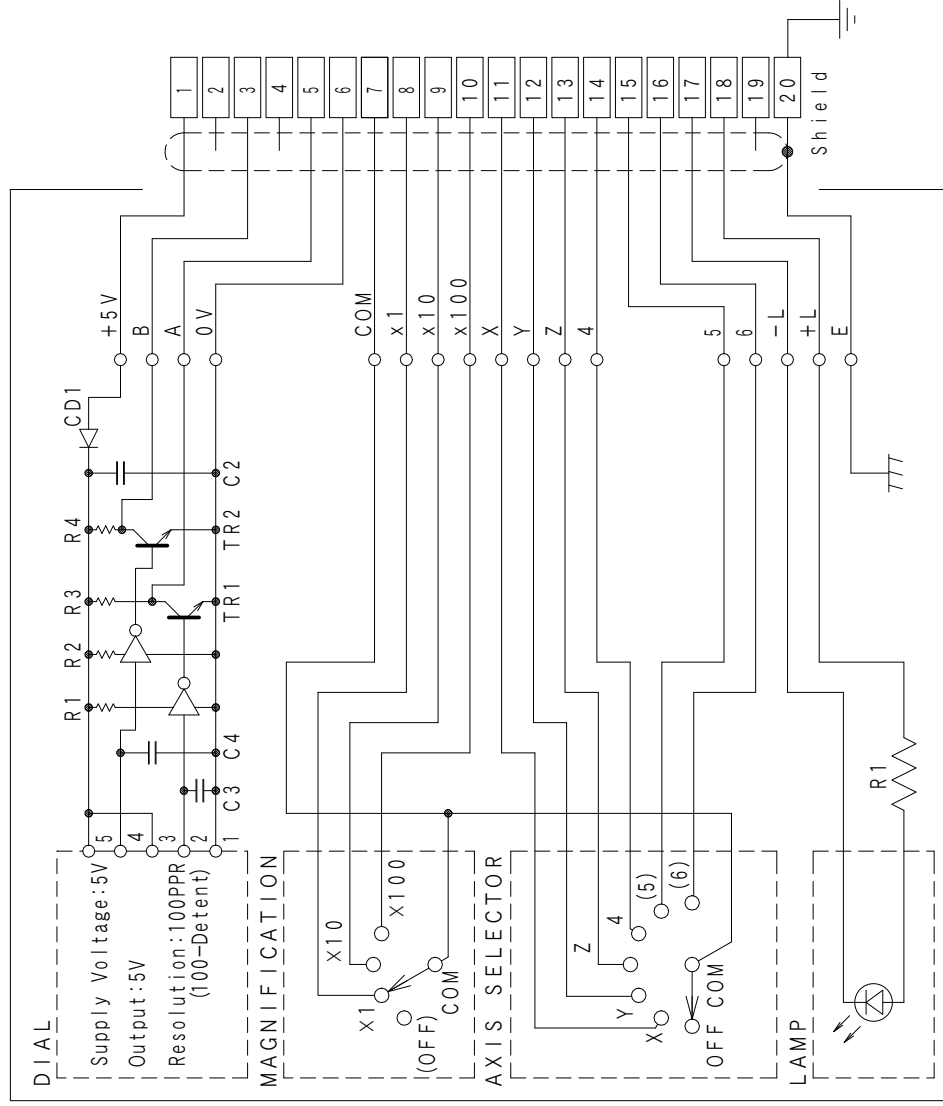 DIAL
Supply Voltage:5V
Output:5V
Resolution:100PPR
(100-Detent)
5
4
3
2
1
R1
R2
R3
R4
CD1
C3
C4
TR1
TR2
C2
+5V
B
A
0V
MAGNIFICATION
X1
X10
X100
(OFF)
COM
COM
x1
x10
x100
X
Y
Z
4
AXIS SELECTOR
X
Y
Z
4
(5)
(6)
OFF
COM
5
6
-L
+L
E
LAMP
R1
1
2
3
4
5
6
7
8
9
10
11
12
13
14
15
16
17
18
19
20
Shield